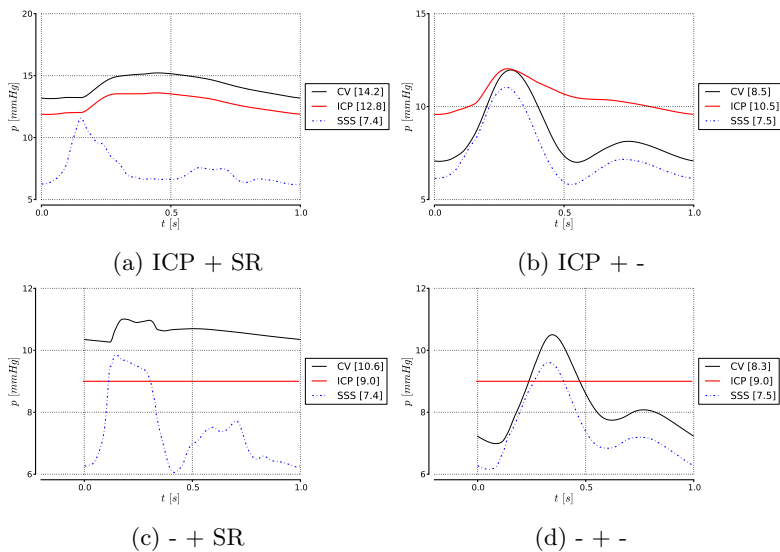 20
15
10
5
p [mmHg]
0.0 0.5 1.0
t [s]
CV [14.2]
ICP [12.8]
SSS [7.4]
(a) ICP + SR
15
10
5
p [mmHg]
0.0 0.5 1.0
t [s]
CV [8.5]
ICP [10.5]
SSS [7.5]
(b) ICP + -
12
10
8
6
p [mmHg]
0.0 0.5 1.0
t [s]
CV [10.6]
ICP [9.0]
SSS [7.4]
(c) - + SR
12
10
8
6
p [mmHg]
0.0 0.5 1.0
t [s]
CV [8.3]
ICP [9.0]
SSS [7.5]
(d) - + -